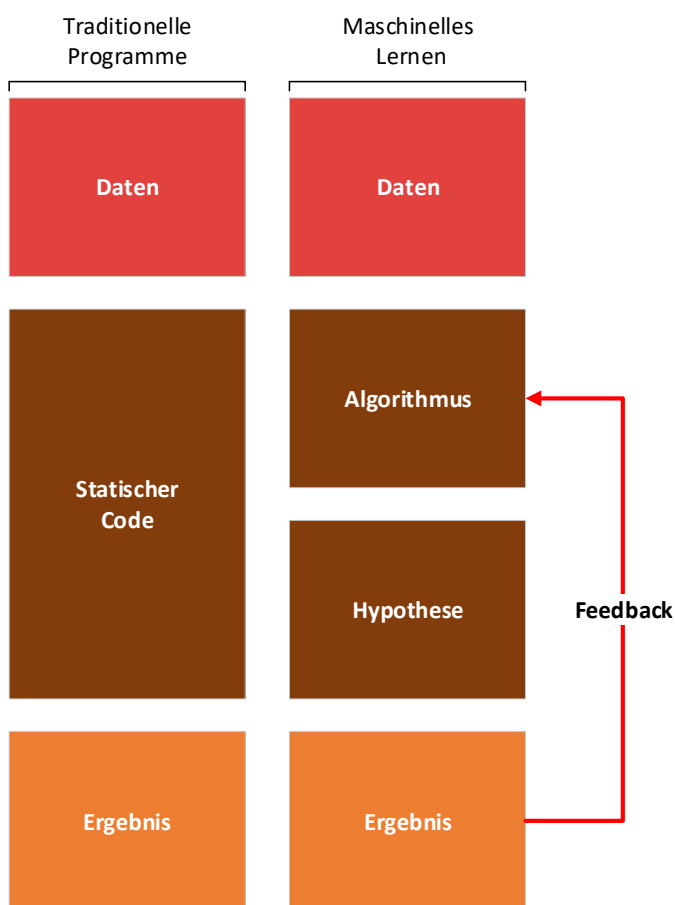 Traditionelle
Programme
Maschinelles
Lernen
Daten
Daten
Statischer
Code
Algorithmus
Hypothese
Feedback
Ergebnis
Ergebnis